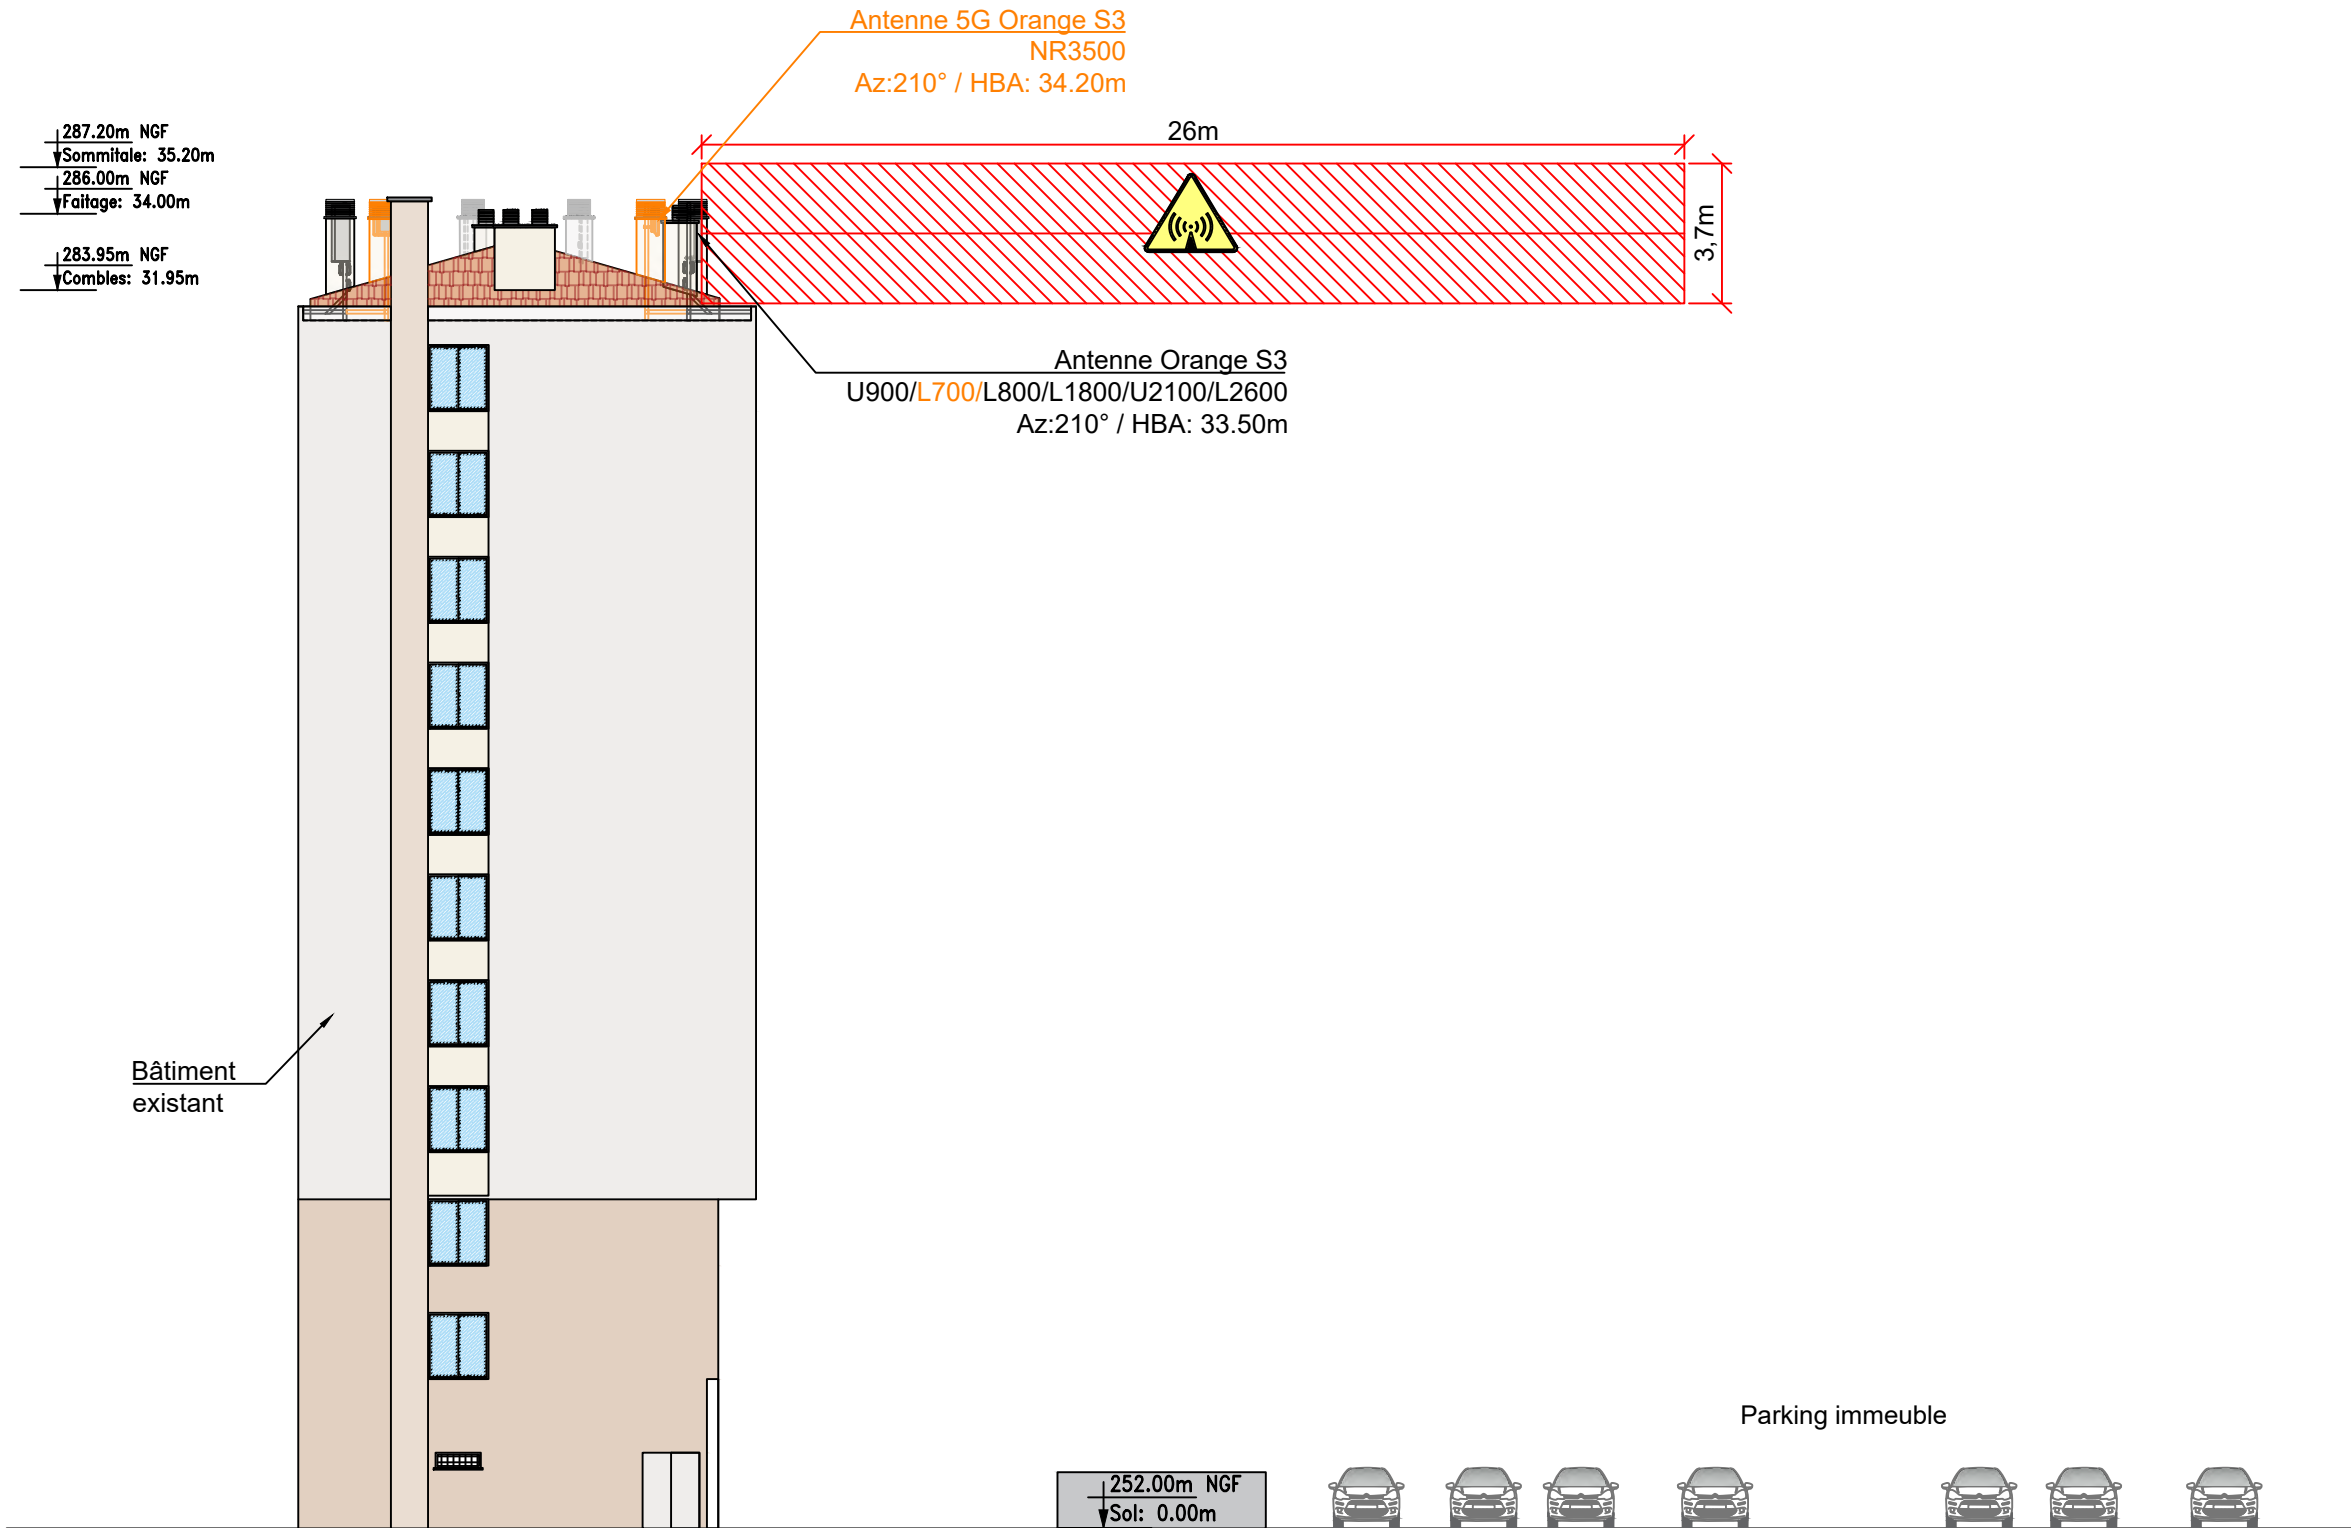 Antenne 5G Orange S3
NR3500
Az:210° / HBA: 34.20m
26m
287.20m NGF
Sommitale: 35.20m
286.00m NGF
Faitage: 34.00m
3,7m
283.95m NGF
Combles: 31.95m
Antenne Orange S3
U900/L700/L800/L1800/U2100/L2600
Az:210° / HBA: 33.50m
Bâtiment
existant
Parking immeuble
252.00m NGF
Sol: 0.00m